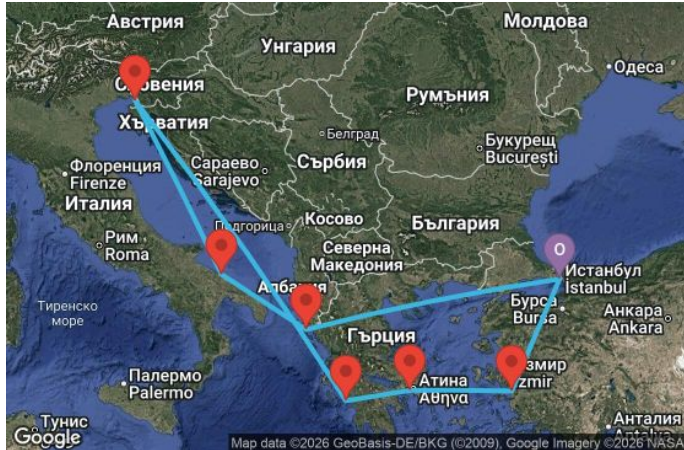 Австрия
Молдова
Унгария
Одеса
Словения
Румъния
Хърватия
Белград
Букурещ
București
Флоренция
Firenze
Сараево
Sarajevo
Сърбия
Италия
Подгорица
Косово
България
Рим
Roma
Северна
Македония
О
Истанбул
İstanbul
Албания
Тиренско
море
Бурса
Bursa
Анкара
Ankara
Гърция
Палермо
Palermo
Атина
Αθήνα
Измир
Izmir
Тунис
Анталия
Google
Map data ©2026 GeoBasis-DE/BKG (©2009), Google Imagery ©2026 NASA